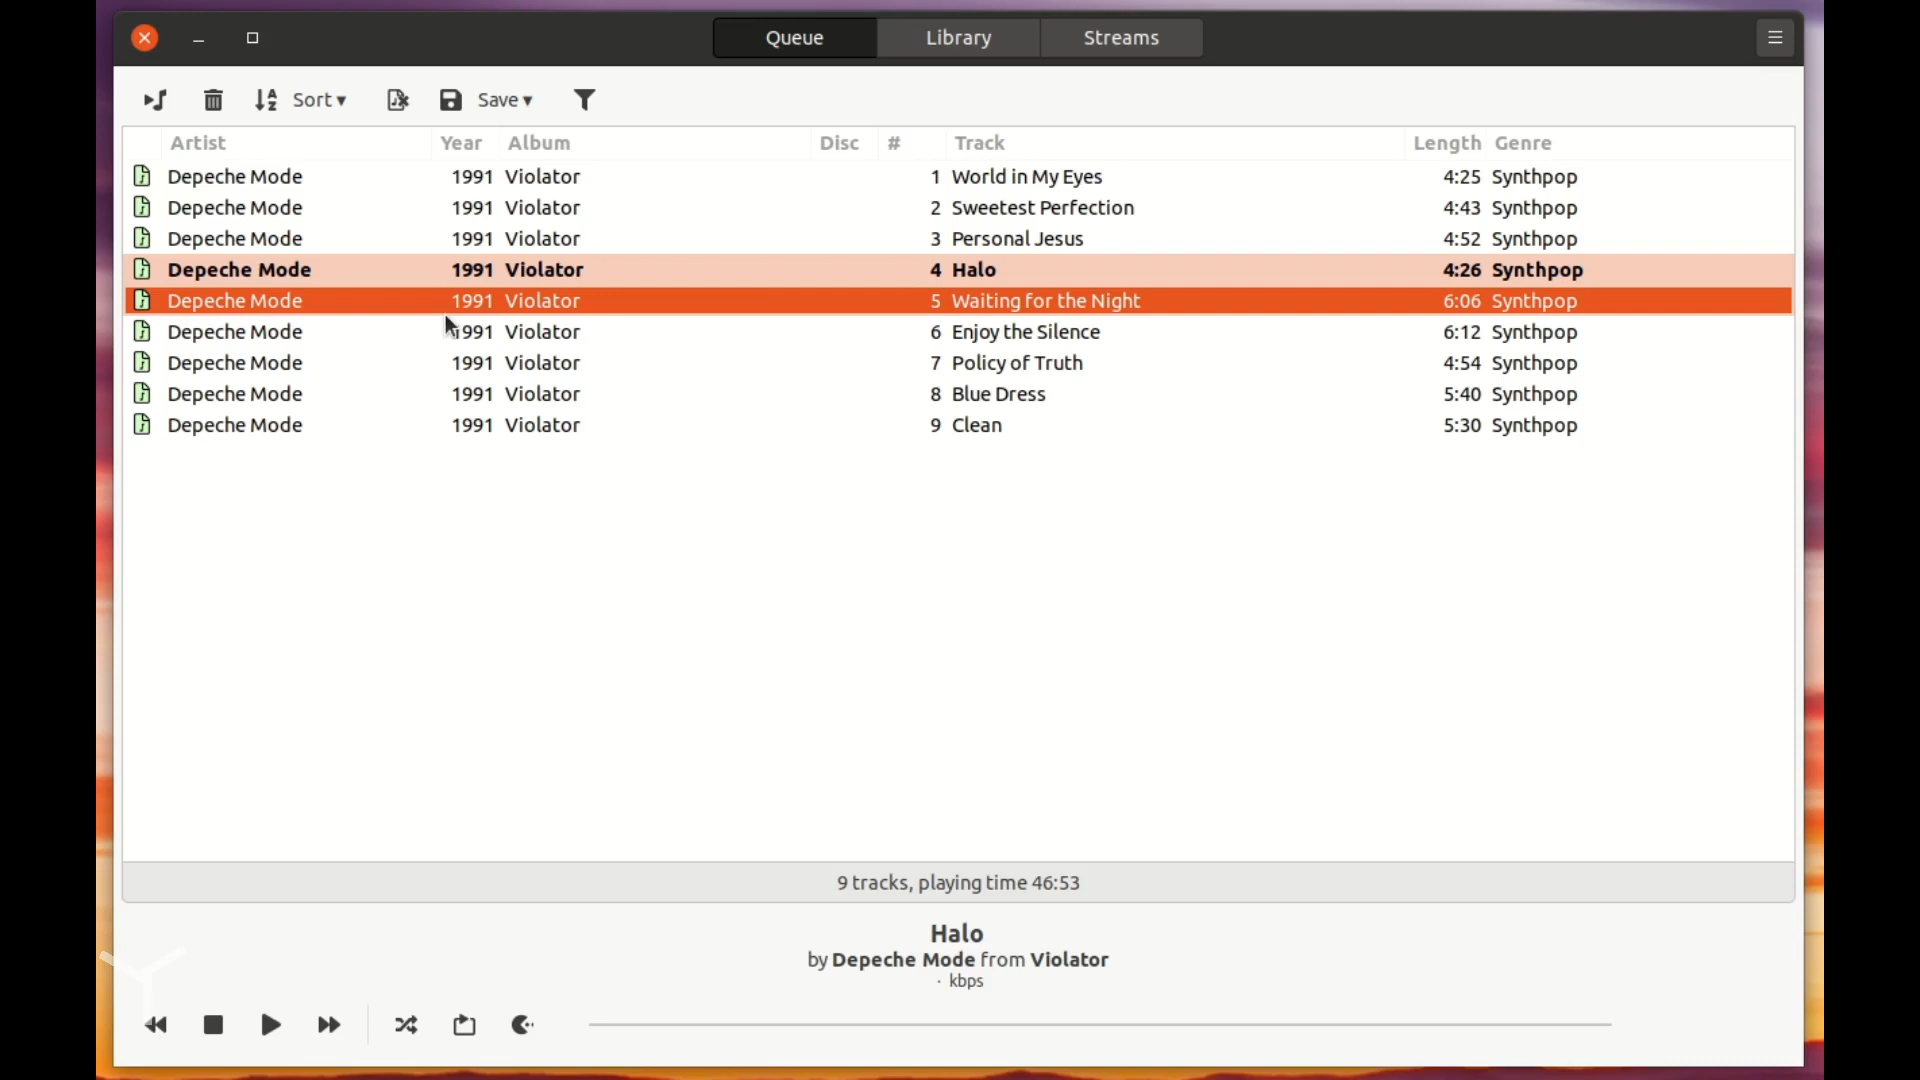 Queue Library Streams
Sort ▾ Save ▾
Artist Year Album Disc # Track Length Genre
Depeche Mode 1991 Violator 1 World in My Eyes 4:25 Synthpop
Depeche Mode 1991 Violator 2 Sweetest Perfection 4:43 Synthpop
Depeche Mode 1991 Violator 3 Personal Jesus 4:52 Synthpop
Depeche Mode 1991 Violator 4 Halo 4:26 Synthpop
Depeche Mode 1991 Violator 5 Waiting for the Night 6:06 Synthpop
Depeche Mode 1991 Violator 6 Enjoy the Silence 6:12 Synthpop
Depeche Mode 1991 Violator 7 Policy of Truth 4:54 Synthpop
Depeche Mode 1991 Violator 8 Blue Dress 5:40 Synthpop
Depeche Mode 1991 Violator 9 Clean 5:30 Synthpop
9 tracks, playing time 46:53
Halo
by Depeche Mode from Violator
· kbps